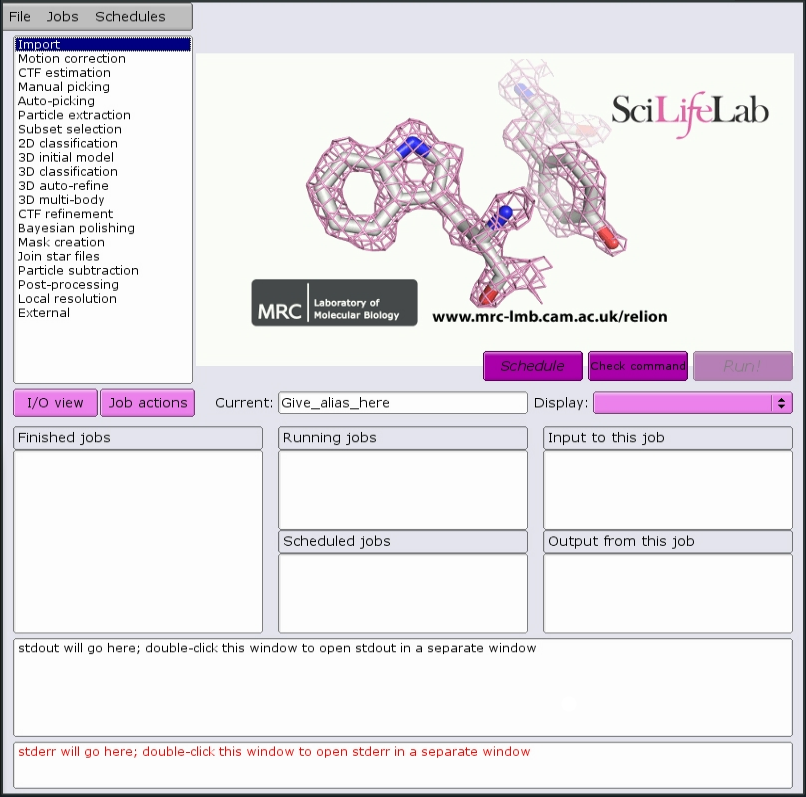 File Jobs Schedules
Import
Motion correction
CTF estimation
Manual picking
Auto-picking
Particle extraction
Subset selection
2D classification
3D initial model
3D classification
3D auto-refine
3D multi-body
CTF refinement
Bayesian polishing
Mask creation
Join star files
Particle subtraction
Post-processing
Local resolution
External
SciLifeLab
MRC
Laboratory of
Molecular Biology
www.mrc-lmb.cam.ac.uk/relion
Schedule Check command Run!
I/O view Job actions Current: Give_alias_here Display:
Finished jobs Running jobs Input to this job
Scheduled jobs Output from this job
stdout will go here; double-click this window to open stdout in a separate window
stderr will go here; double-click this window to open stderr in a separate window